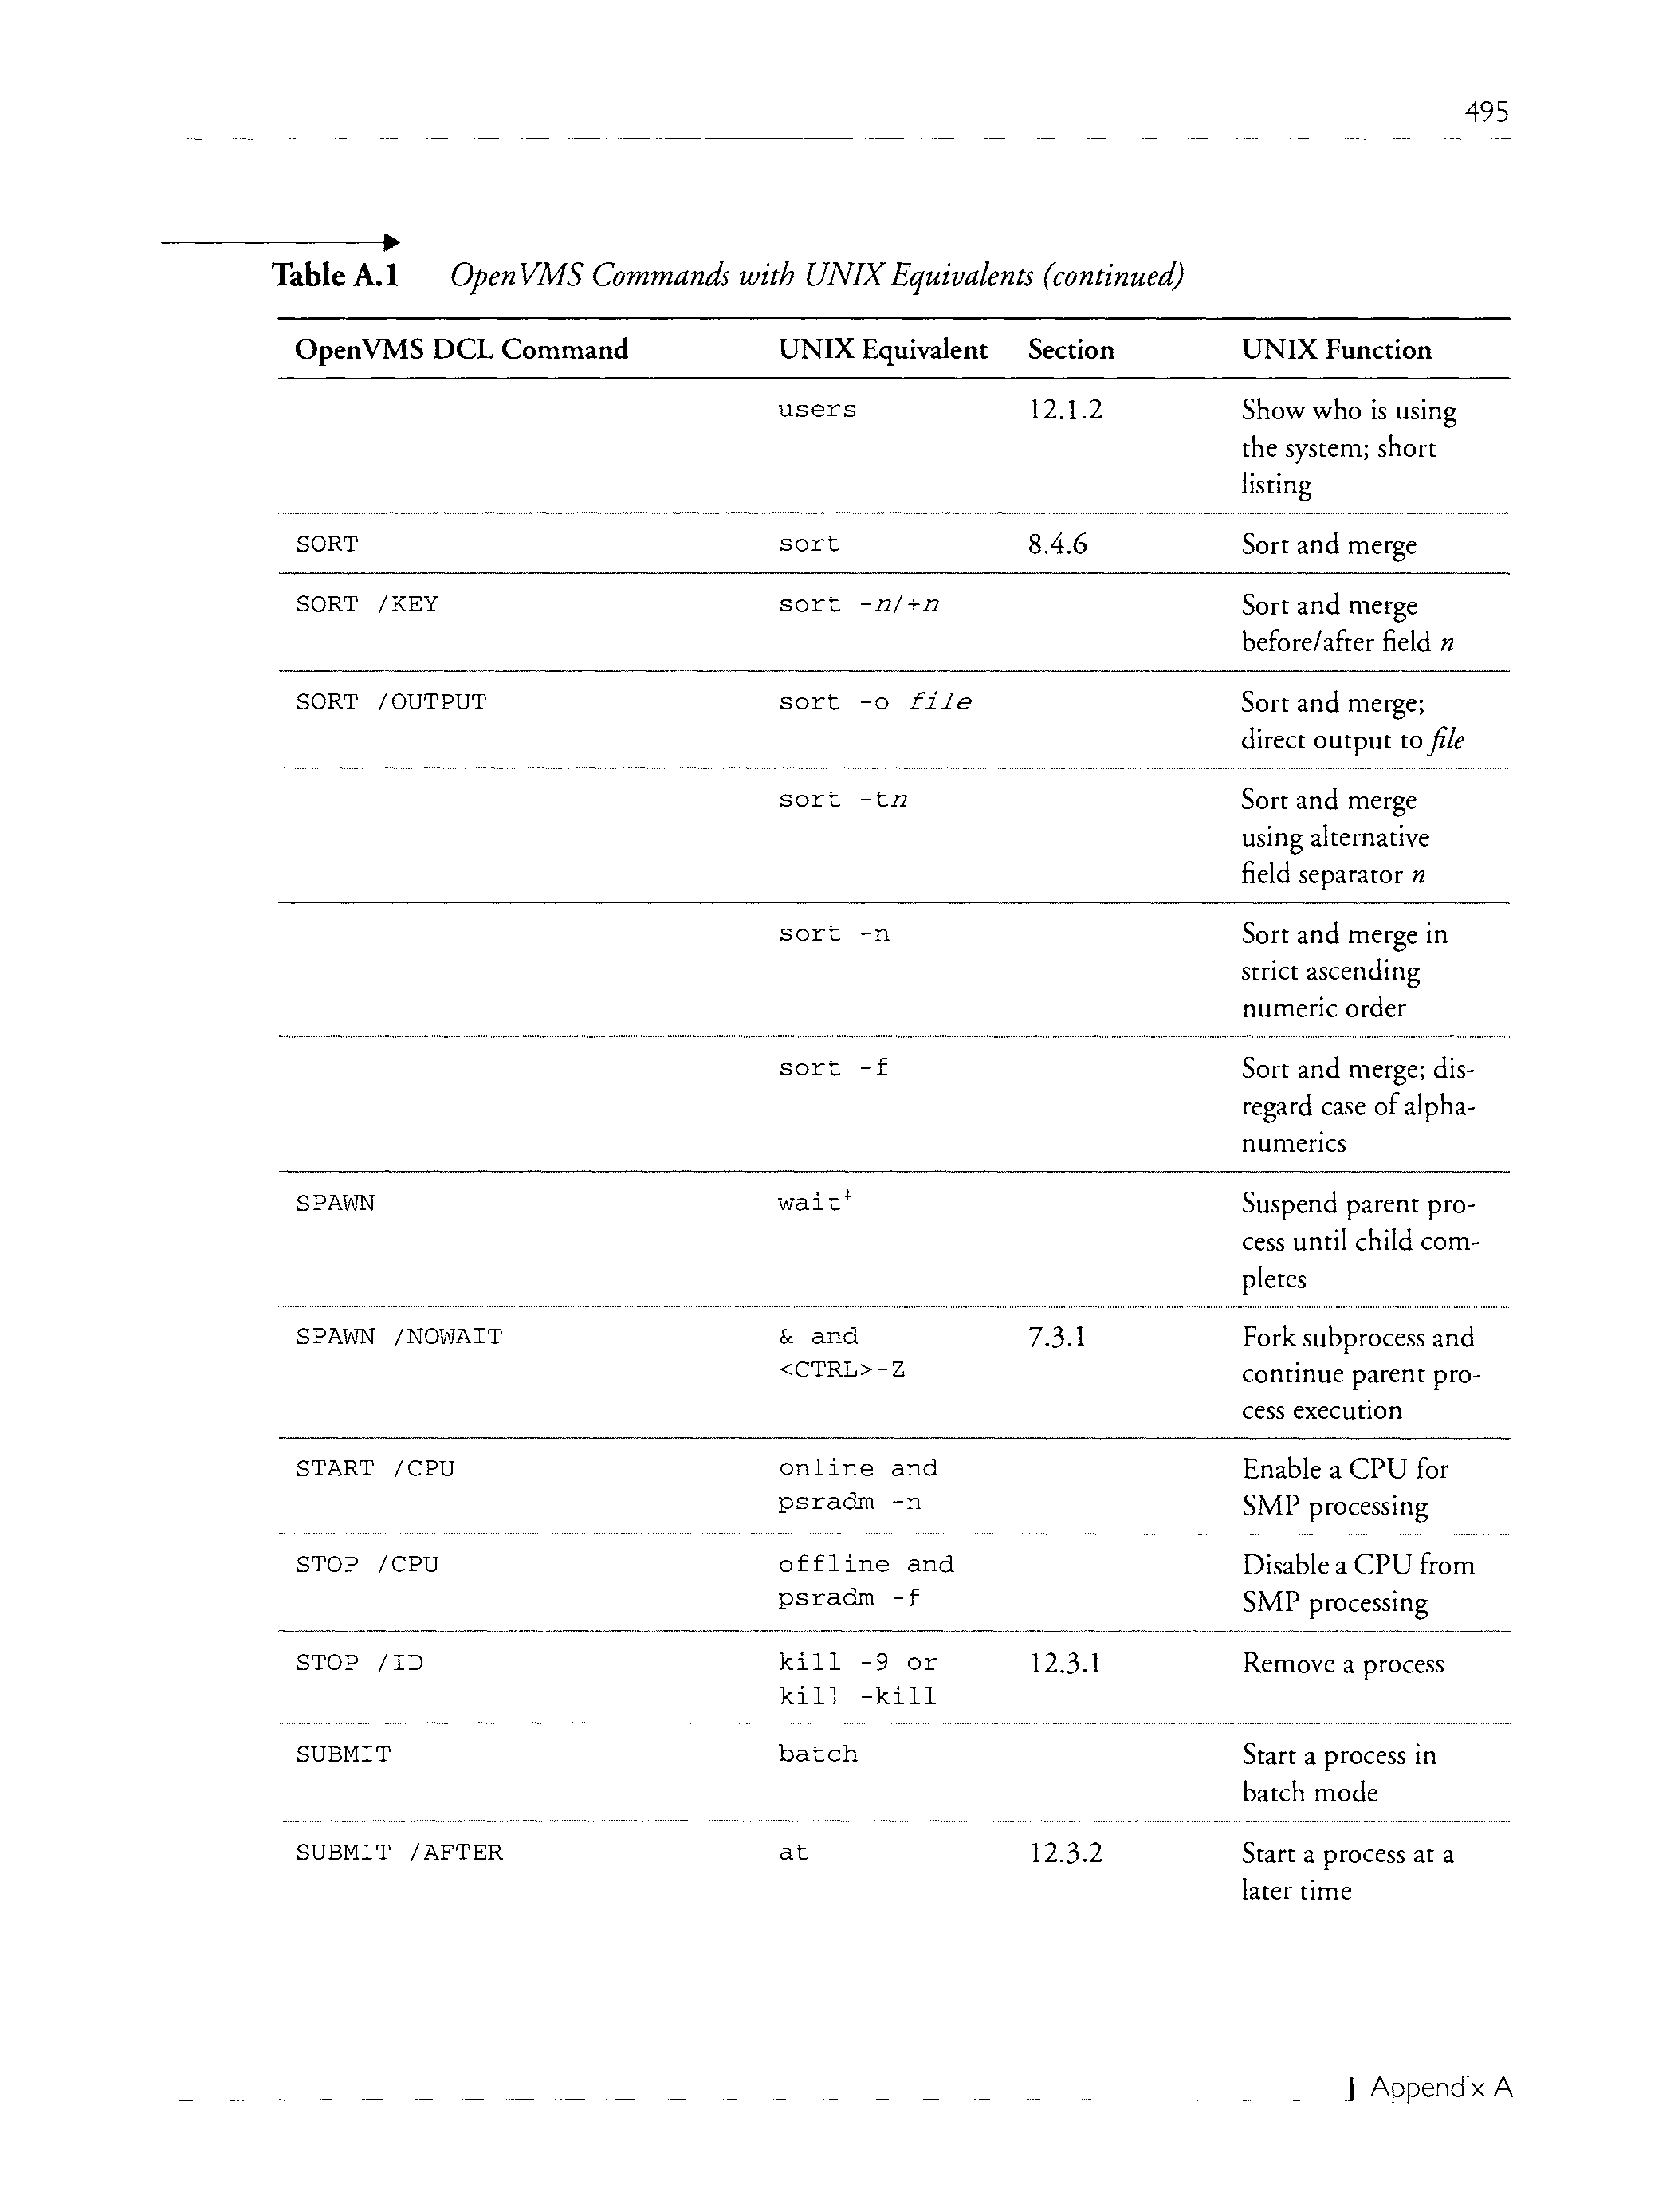 495
Table A.1 OpenVMS Commands with UNIX Equivalents (continued)
OpenVMS DCL Command UNIX Equivalent Section UNIX Function
users 12.1.2 Show who is using
the system; short
listing
SORT sort 8.4.6 Sort and merge
SORT /KEY sort -n/+n Sort and merge
before/after field n
SORT /OUTPUT sort -o file Sort and merge;
direct output to file
sort -tn Sort and merge
using alternative
field separator n
sort -n Sort and merge in
strict ascending
numeric order
sort -f Sort and merge; dis-
regard case of alpha-
numerics
SPAWN wait‡ Suspend parent pro-
cess until child com-
pletes
SPAWN /NOWAIT & and 7.3.1 Fork subprocess and
<CTRL>-Z continue parent pro-
cess execution
START /CPU online and Enable a CPU for
psradm -n SMP processing
STOP /CPU offline and Disable a CPU from
psradm -f SMP processing
STOP /ID kill -9 or 12.3.1 Remove a process
kill -kill
SUBMIT batch Start a process in
batch mode
SUBMIT /AFTER at 12.3.2 Start a process at a
later time
Appendix A